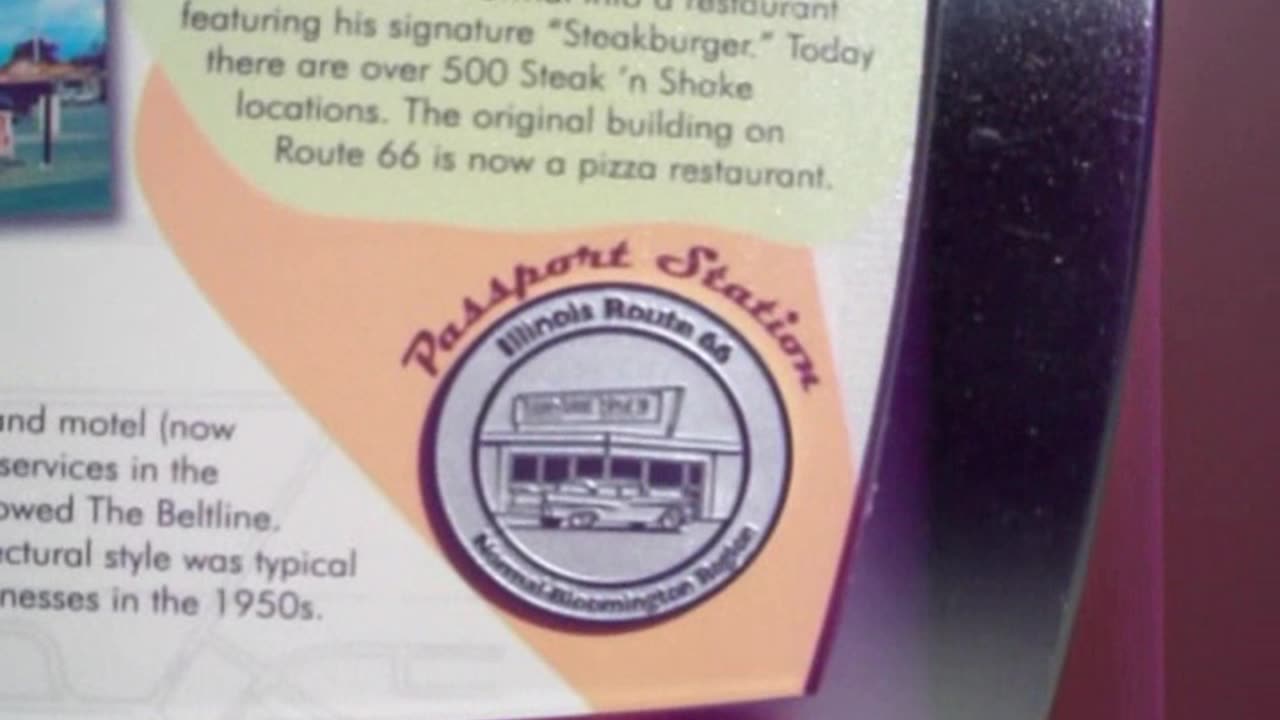 into a restaurant
featuring his signature “Steakburger.” Today
there are over 500 Steak ’n Shake
locations. The original building on
Route 66 is now a pizza restaurant.
Passport Station
Illinois Route 66
Normal-Bloomington Region
and motel (now
services in the
owed The Beltline.
ctural style was typical
nesses in the 1950s.